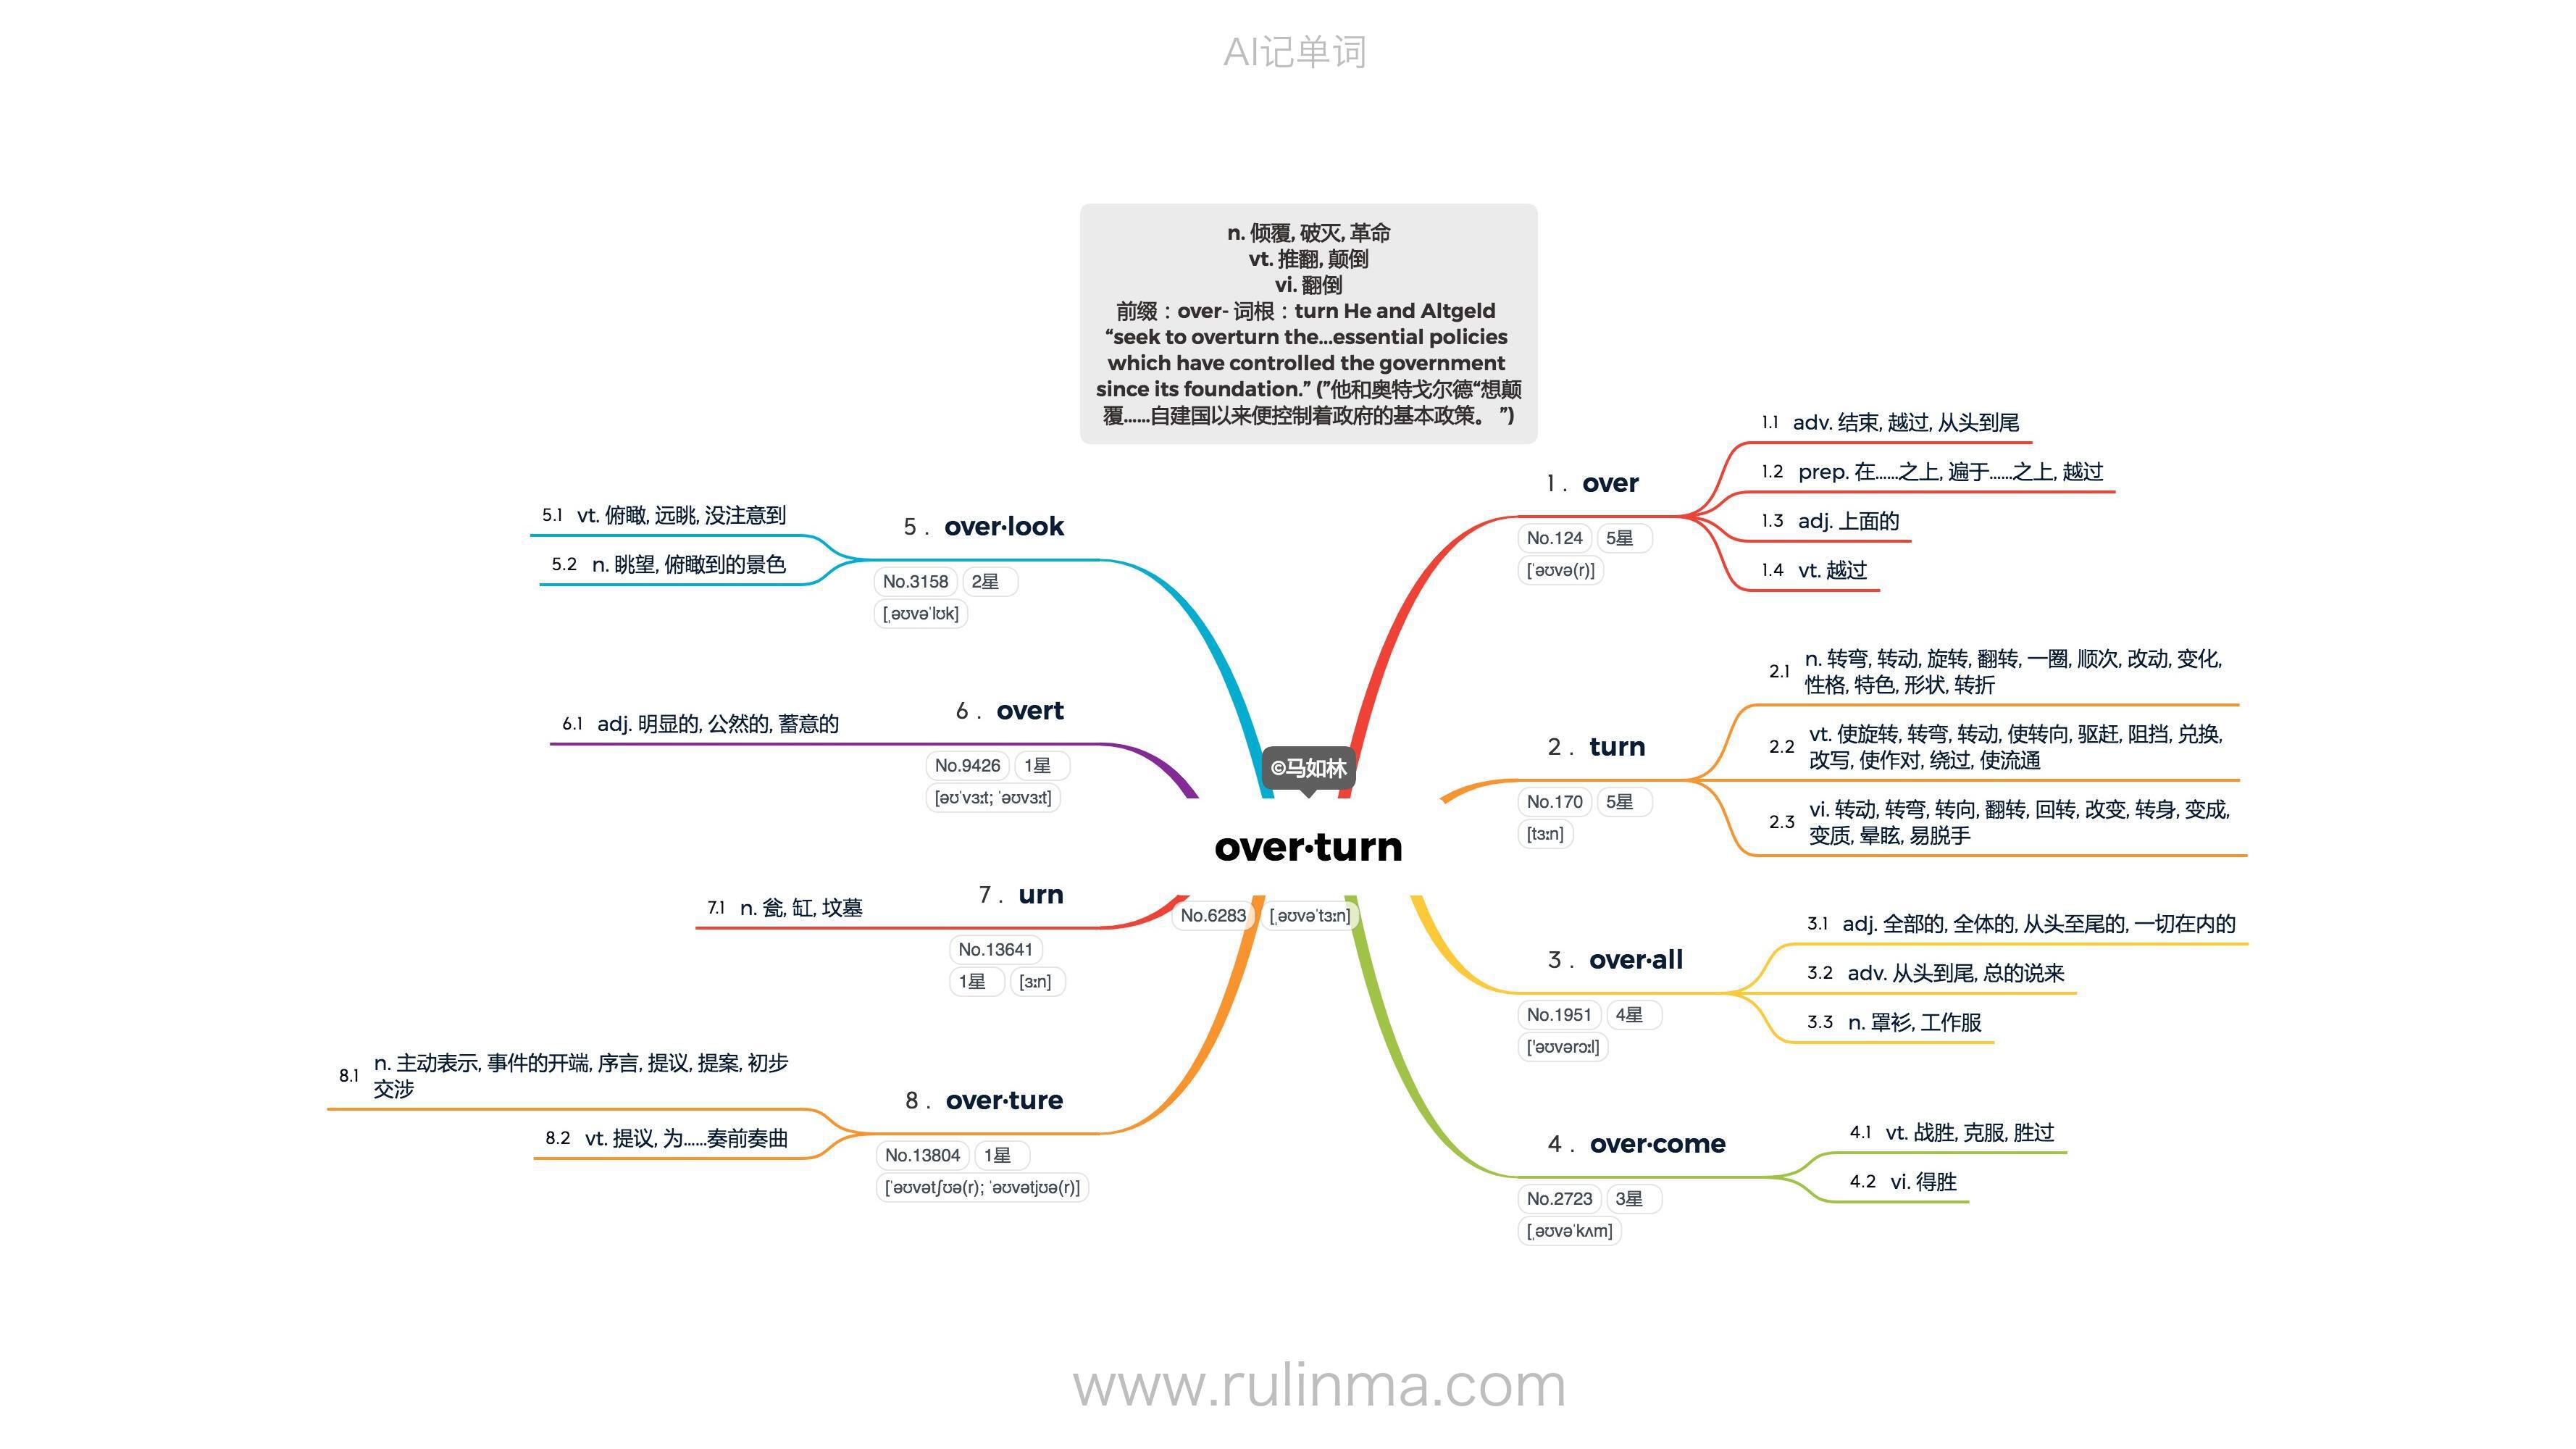 AI记单词
n. 倾覆, 破灭, 革命
vt. 推翻, 颠倒
vi. 翻倒
前缀：over- 词根：turn He and Altgeld
“seek to overturn the...essential policies
which have controlled the government
since its foundation.” (”他和奥特戈尔德“想颠
覆……自建国以来便控制着政府的基本政策。 ”)
©马如林
over·turn
No.6283 [ˌəʊvəˈtɜːn]
1 . over
No.124 5星
[ˈəʊvə(r)]
1.1 adv. 结束, 越过, 从头到尾
1.2 prep. 在……之上, 遍于……之上, 越过
1.3 adj. 上面的
1.4 vt. 越过
2 . turn
No.170 5星
[tɜːn]
2.1 n. 转弯, 转动, 旋转, 翻转, 一圈, 顺次, 改动, 变化,
性格, 特色, 形状, 转折
2.2 vt. 使旋转, 转弯, 转动, 使转向, 驱赶, 阻挡, 兑换,
改写, 使作对, 绕过, 使流通
2.3 vi. 转动, 转弯, 转向, 翻转, 回转, 改变, 转身, 变成,
变质, 晕眩, 易脱手
3 . over·all
No.1951 4星
['əʊvərɔːl]
3.1 adj. 全部的, 全体的, 从头至尾的, 一切在内的
3.2 adv. 从头到尾, 总的说来
3.3 n. 罩衫, 工作服
4 . over·come
No.2723 3星
[ˌəʊvəˈkʌm]
4.1 vt. 战胜, 克服, 胜过
4.2 vi. 得胜
5 . over·look
No.3158 2星
[ˌəʊvəˈlʊk]
5.1 vt. 俯瞰, 远眺, 没注意到
5.2 n. 眺望, 俯瞰到的景色
6 . overt
No.9426 1星
[əʊˈvɜːt; ˈəʊvɜːt]
6.1 adj. 明显的, 公然的, 蓄意的
7 . urn
No.13641
1星 [ɜːn]
7.1 n. 瓮, 缸, 坟墓
8 . over·ture
No.13804 1星
[ˈəʊvətʃʊə(r); ˈəʊvətjʊə(r)]
8.1 n. 主动表示, 事件的开端, 序言, 提议, 提案, 初步
交涉
8.2 vt. 提议, 为……奏前奏曲
www.rulinma.com